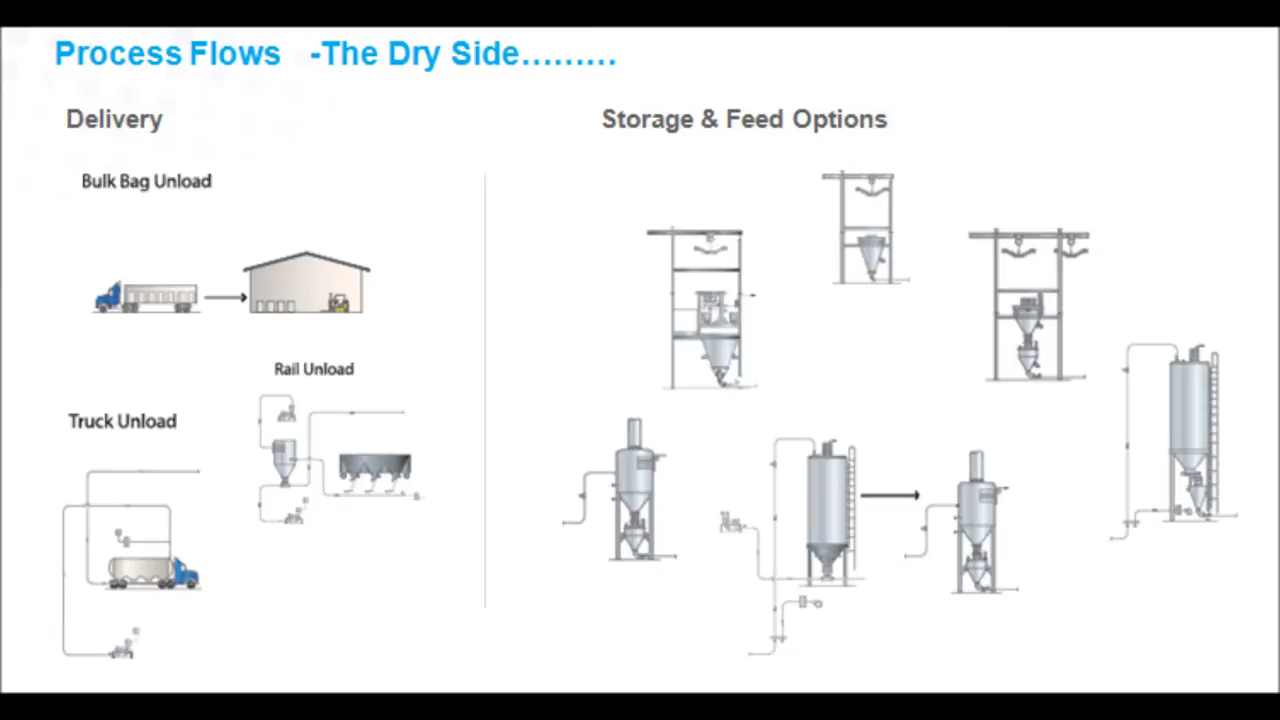 Process Flows -The Dry Side.........
Delivery
Storage & Feed Options
Bulk Bag Unload
Rail Unload
Truck Unload